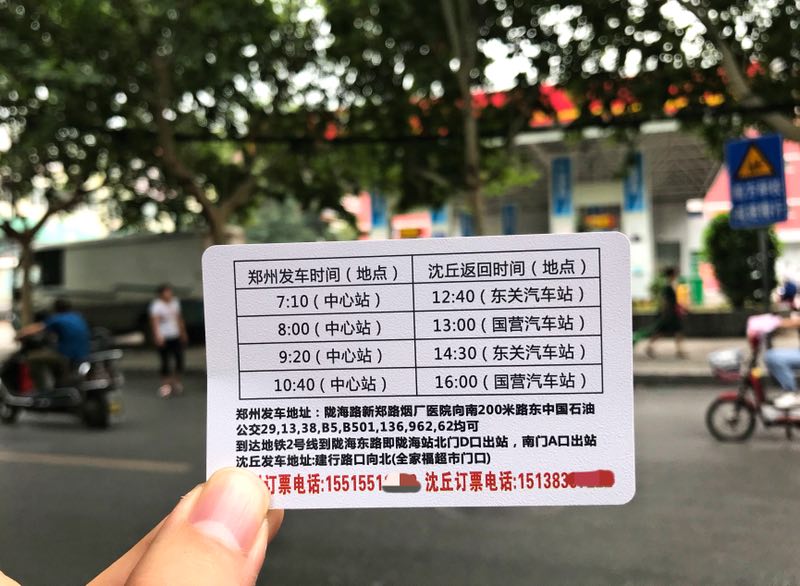 郑州发车时间（地点） 沈丘返回时间（地点）
7:10（中心站） 12:40（东关汽车站）
8:00（中心站） 13:00（国营汽车站）
9:20（中心站） 14:30（东关汽车站）
10:40（中心站） 16:00（国营汽车站）
郑州发车地址：陇海路新郑路烟厂医院向南200米路东中国石油
公交29,13,38,B5,B501,136,962,62均可
到达地铁2号线到陇海东路即陇海站北门D口出站，南门A口出站
沈丘发车地址:建行路口向北(全家福超市门口)
订票电话:1551551 沈丘订票电话:15138